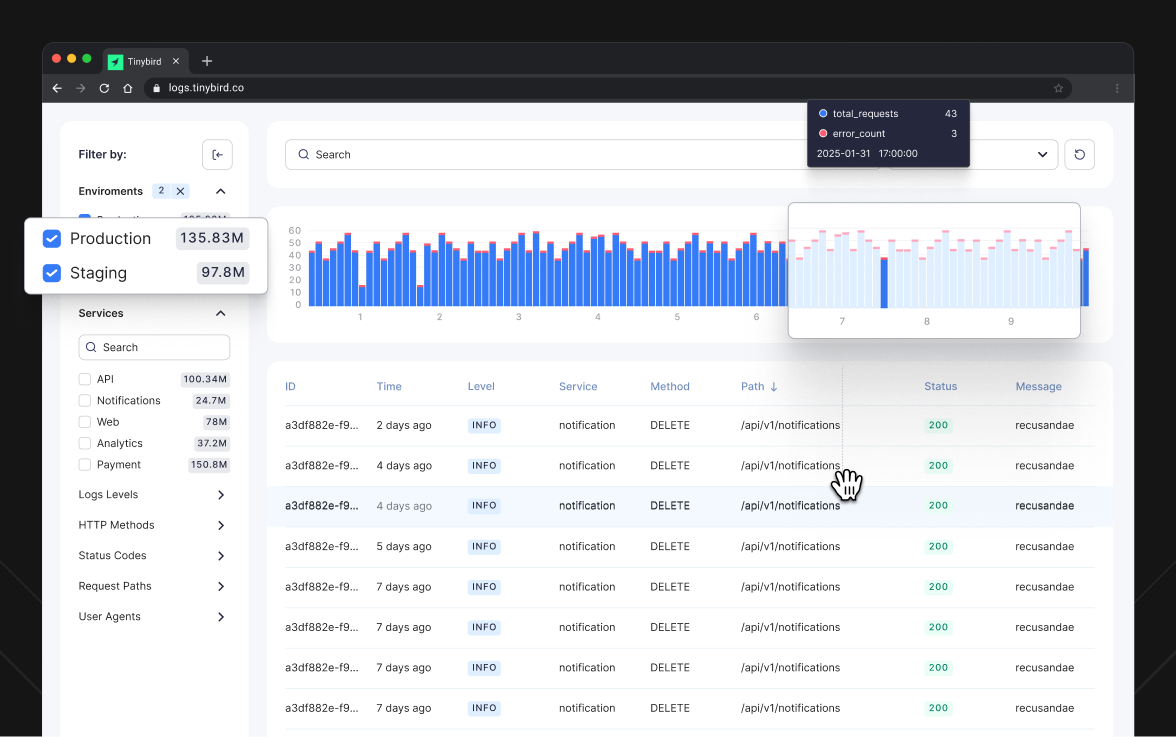 Tinybird
logs.tinybird.co
total_requests 43
error_count 3
2025-01-31 17:00:00
Filter by:
Search
Enviroments 2
Production 135.83M
Staging 97.8M
Services
Search
API 100.34M
Notifications 24.7M
Web 78M
Analytics 37.2M
Payment 150.8M
Logs Levels
HTTP Methods
Status Codes
Request Paths
User Agents
60
50
40
30
20
10
0
1 2 3 4 5 6 7 8 9
ID Time Level Service Method Path ↓ Status Message
a3df882e-f9... 2 days ago INFO notification DELETE /api/v1/notifications 200 recusandae
a3df882e-f9... 4 days ago INFO notification DELETE /api/v1/notifications 200 recusandae
a3df882e-f9... 4 days ago INFO notification DELETE /api/v1/notifications 200 recusandae
a3df882e-f9... 5 days ago INFO notification DELETE /api/v1/notifications 200 recusandae
a3df882e-f9... 7 days ago INFO notification DELETE /api/v1/notifications 200 recusandae
a3df882e-f9... 7 days ago INFO notification DELETE /api/v1/notifications 200 recusandae
a3df882e-f9... 7 days ago INFO notification DELETE /api/v1/notifications 200 recusandae
a3df882e-f9... 7 days ago INFO notification DELETE /api/v1/notifications 200 recusandae